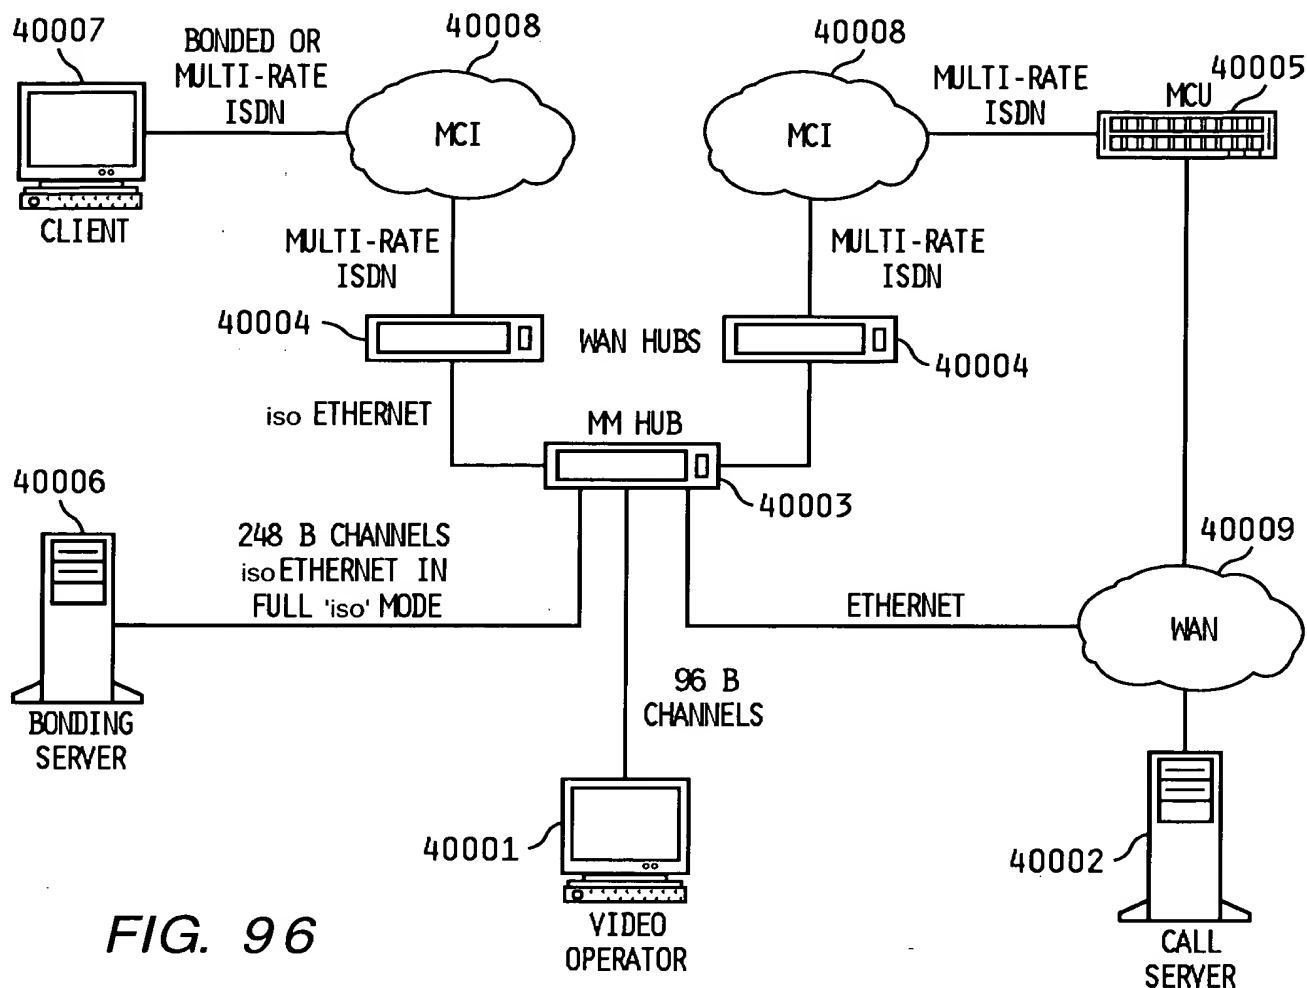 40007
BONDED OR
MULTI-RATE
ISDN
40008
MCI
40008
MCI
MULTI-RATE
ISDN
40005
MCU
CLIENT
MULTI-RATE
ISDN
MULTI-RATE
ISDN
40004
WAN HUBS
40004
iso ETHERNET
MM HUB
40003
40006
248 B CHANNELS
iso ETHERNET IN
FULL 'iso' MODE
BONDING
SERVER
ETHERNET
40009
WAN
96 B
CHANNELS
40001
VIDEO
OPERATOR
40002
CALL
SERVER
FIG. 96